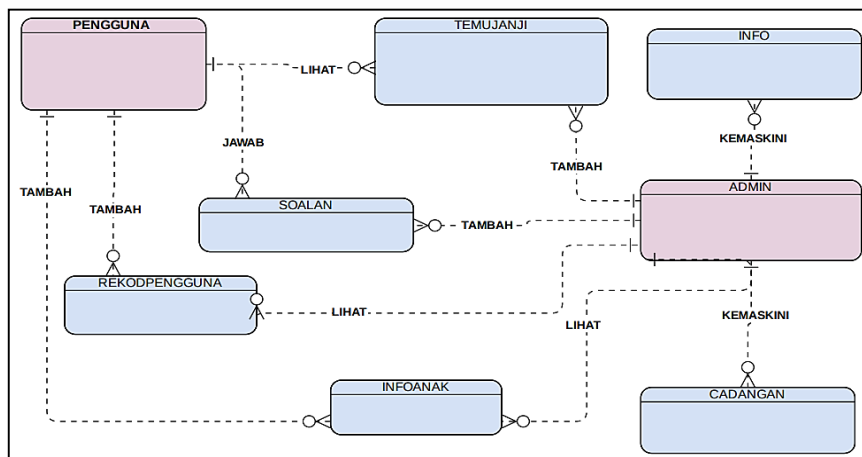 PENGGUNA
TEMUJANJI
INFO
LIHAT
JAWAB
KEMASKINI
TAMBAH
TAMBAH
ADMIN
TAMBAH
SOALAN
TAMBAH
REKODPENGGUNA
LIHAT
LIHAT
KEMASKINI
INFOANAK
CADANGAN